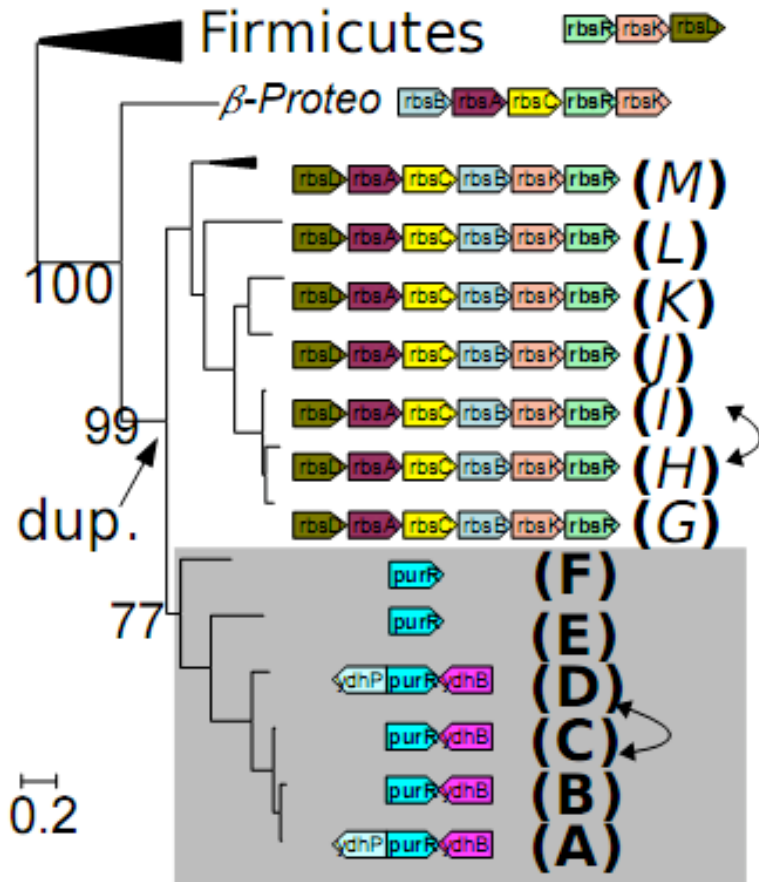 Firmicutes rbsR rbsK rbsD
β-Proteo rbsB rbsA rbsC rbsR rbsK
rbsD rbsA rbsC rbsB rbsK rbsR (M)
rbsD rbsA rbsC rbsB rbsK rbsR (L)
100
rbsD rbsA rbsC rbsB rbsK rbsR (K)
rbsD rbsA rbsC rbsB rbsK rbsR (J)
99
rbsD rbsA rbsC rbsB rbsK rbsR (I)
rbsD rbsA rbsC rbsB rbsK rbsR (H)
dup.
rbsD rbsA rbsC rbsB rbsK rbsR (G)
purR (F)
77
purR (E)
ydhP purR ydhB (D)
purR ydhB (C)
0.2
purR ydhB (B)
ydhP purR ydhB (A)